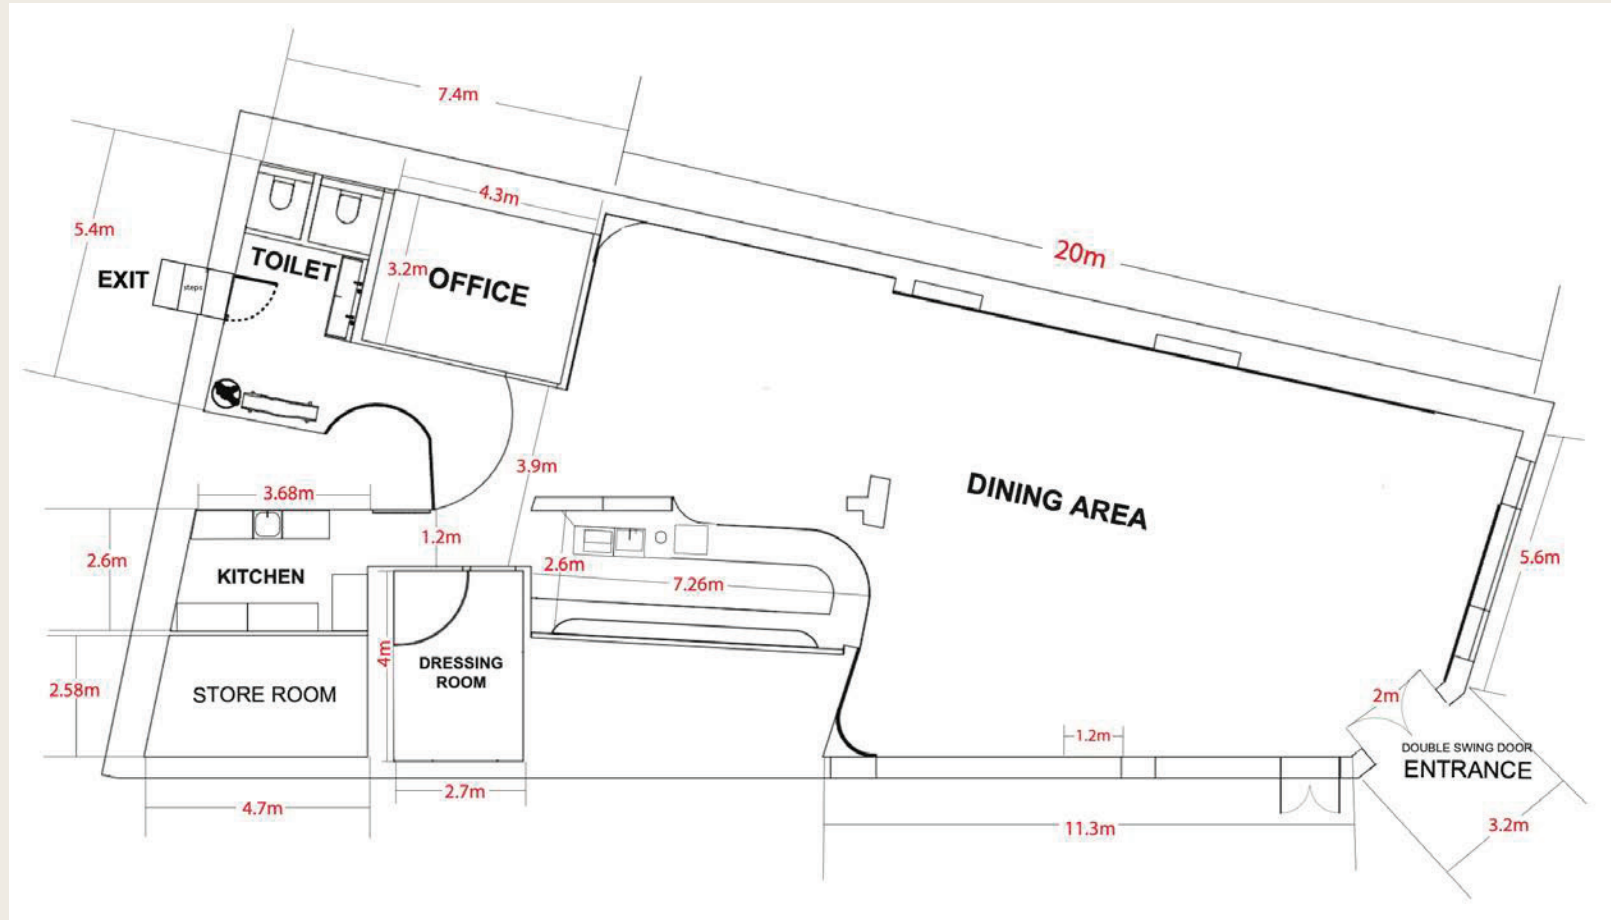 7.4m
4.3m
5.4m
20m
TOILET
3.2m
OFFICE
EXIT
steps
3.9m
DINING AREA
3.68m
1.2m
2.6m
KITCHEN
2.6m
7.26m
5.6m
4m
DRESSING
ROOM
2.58m
STORE ROOM
2m
1.2m
DOUBLE SWING DOOR
ENTRANCE
2.7m
4.7m
11.3m
3.2m